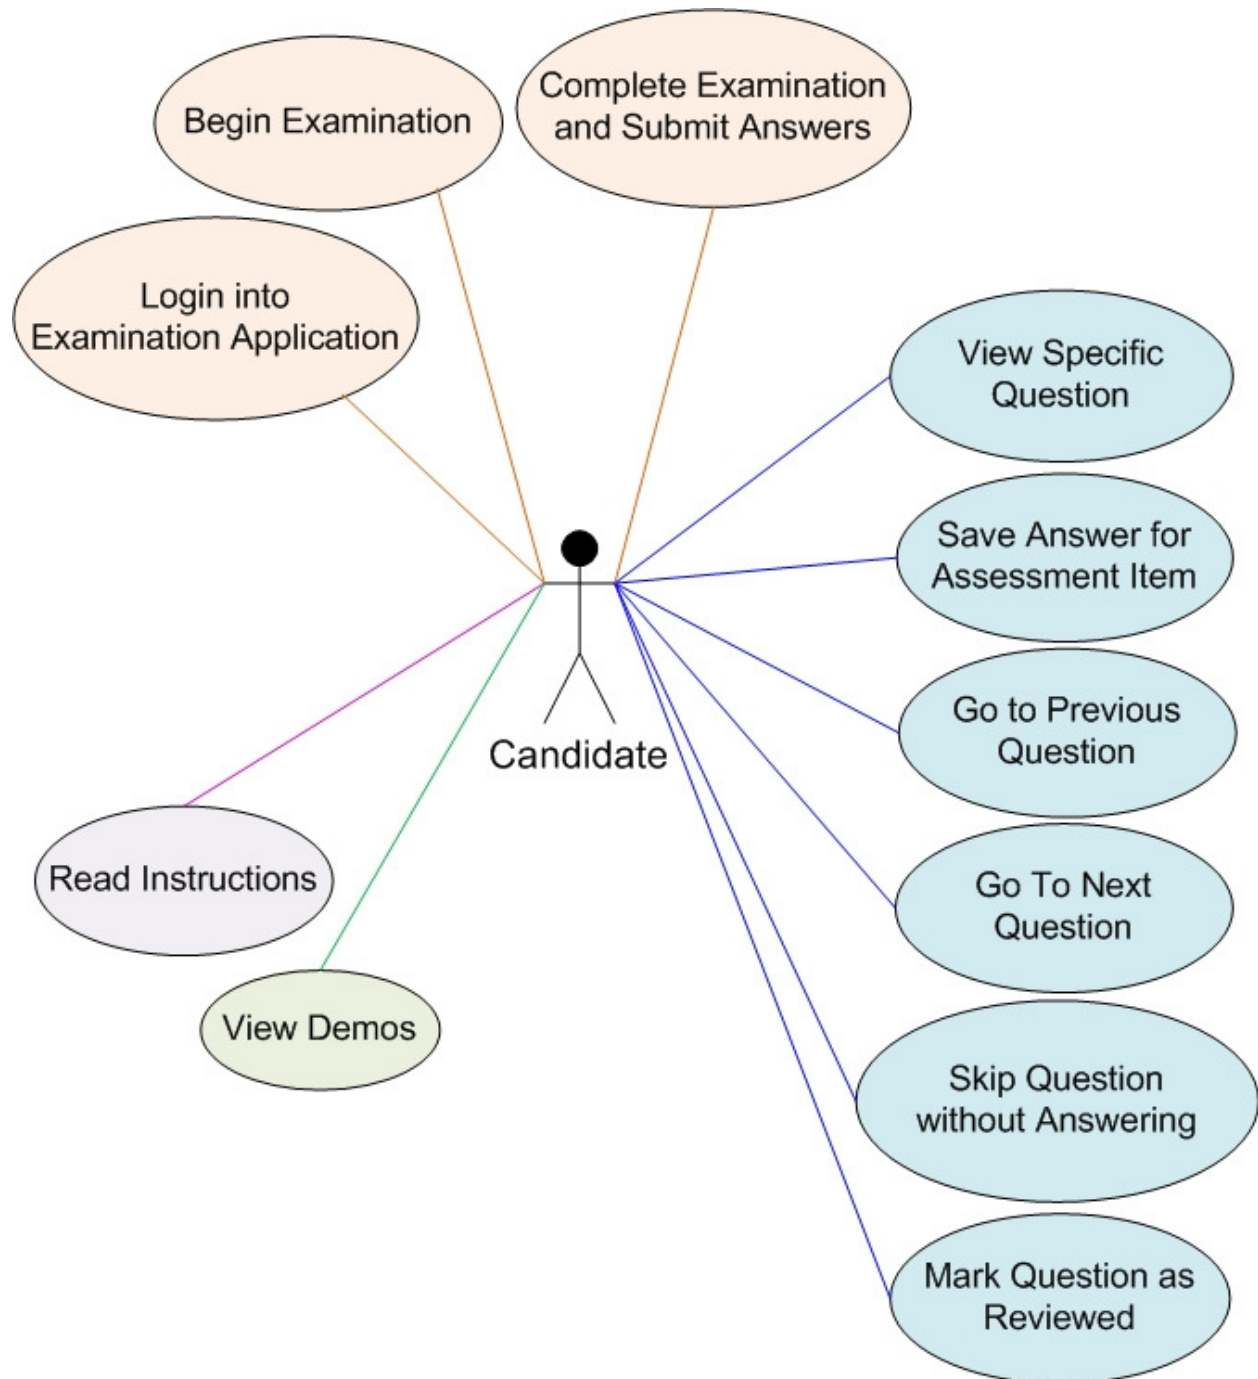 Complete Examination
and Submit Answers
Begin Examination
Login into
Examination Application
View Specific
Question
Save Answer for
Assessment Item
Go to Previous
Question
Candidate
Read Instructions
Go To Next
Question
View Demos
Skip Question
without Answering
Mark Question as
Reviewed